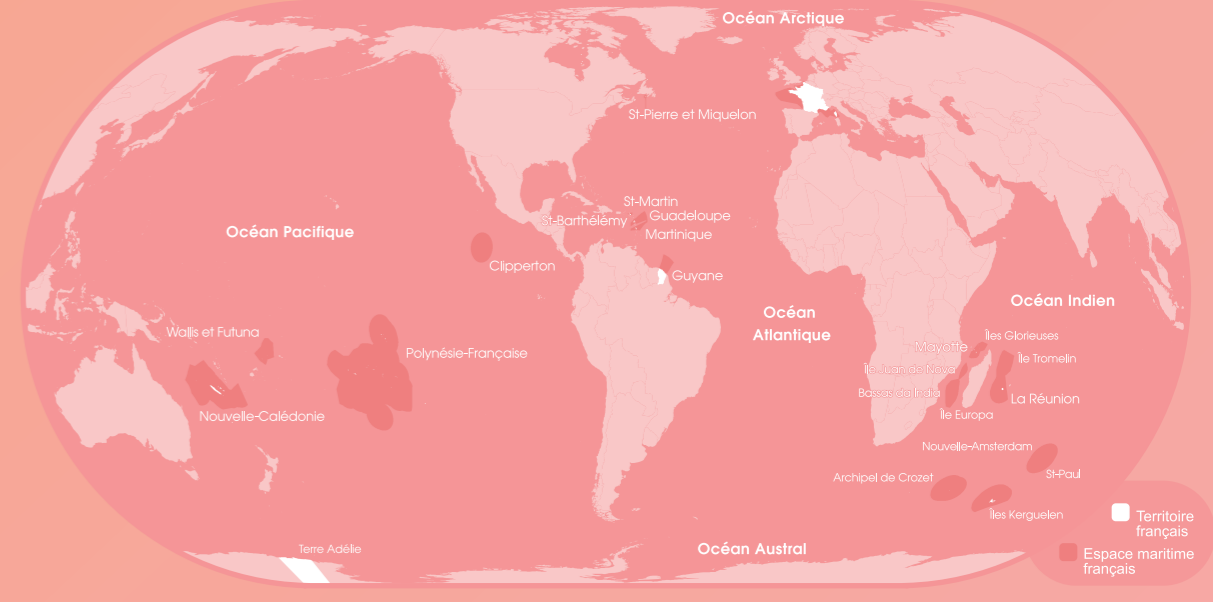 Océan Arctique
St-Pierre et Miquelon
St-Martin
St-Barthélémy
Guadeloupe
Martinique
Océan Pacifique
Clipperton
Guyane
Océan
Atlantique
Océan Indien
Wallis et Futuna
Polynésie-Française
Nouvelle-Calédonie
Îles Glorieuses
Mayotte
Île Tromelin
Île Juan de Nova
Bassas da India
La Réunion
Île Europa
Nouvelle-Amsterdam
St-Paul
Archipel de Crozet
Îles Kerguelen
Terre Adélie
Océan Austral
Territoire
français
Espace maritime
français